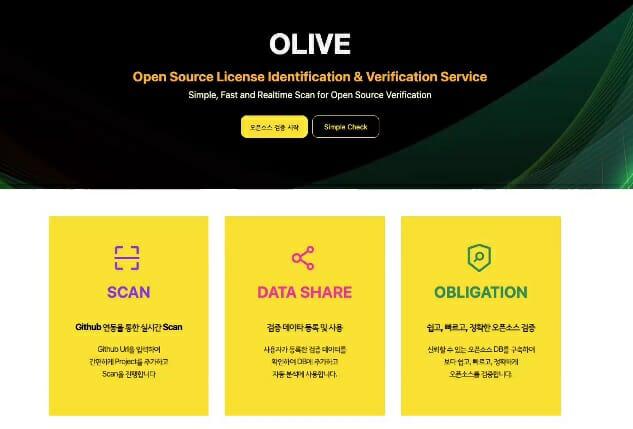 OLIVE
Open Source License Identification & Verification Service
Simple, Fast and Realtime Scan for Open Source Verification
오픈소스 검증 시작
Simple Check
SCAN
Github 연동을 통한 실시간 Scan
Github Url을 입력하여
간편하게 Project를 추가하고
Scan을 진행합니다
DATA SHARE
검증 데이타 등록 및 사용
사용자가 등록한 검증 데이터를
확인하여 DB에 추가하고
자동 분석에 사용합니다.
OBLIGATION
쉽고, 빠르고, 정확한 오픈소스 검증
신뢰할 수 있는 오픈소스 DB를 구축하여
보다 쉽고, 빠르고, 정확하게
오픈소스를 검증합니다.